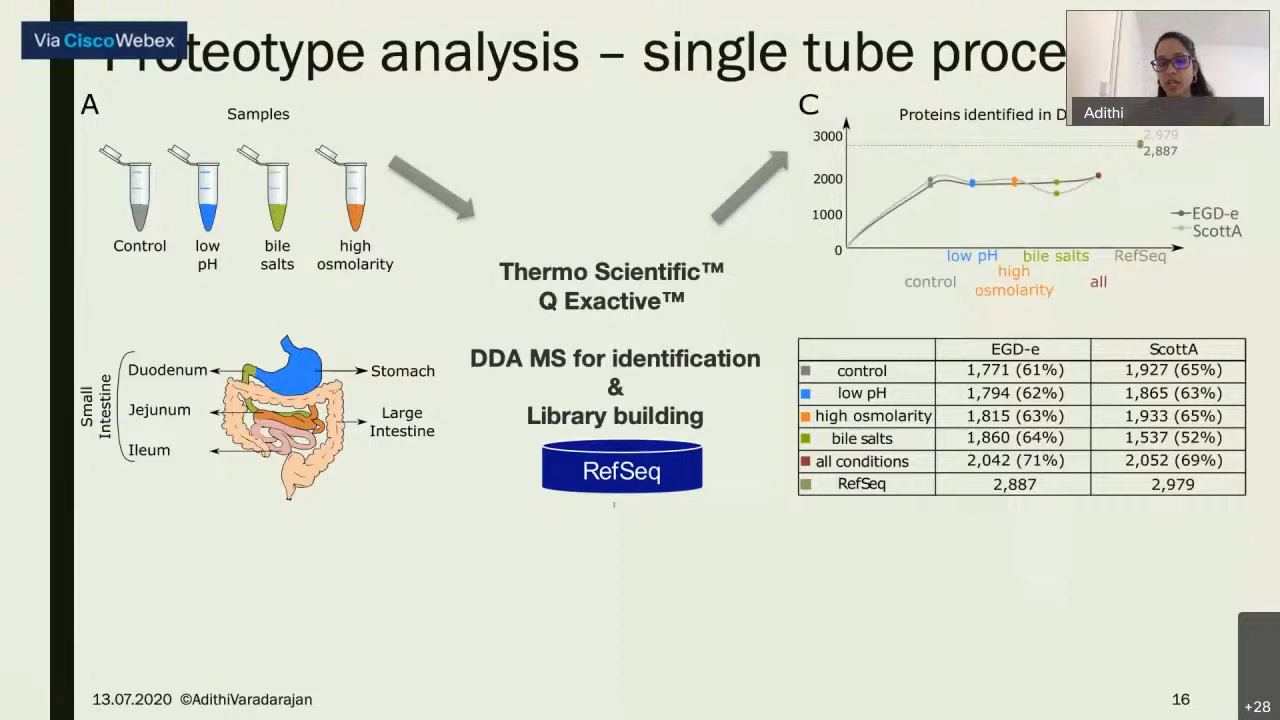 Via CiscoWebex
Proteotype analysis – single tube proce
Adithi
A
Samples
Control
low
pH
bile
salts
high
osmolarity
Small
Intestine
Duodenum
Jejunum
Ileum
Stomach
Large
Intestine
Thermo Scientific™
Q Exactive™
DDA MS for identification
&
Library building
RefSeq
C
Proteins identified in D
3000
2000
1000
0
2,979
2,887
EGD-e
ScottA
low pH
bile salts
RefSeq
control
high
osmolarity
all
EGD-e ScottA
control 1,771 (61%) 1,927 (65%)
low pH 1,794 (62%) 1,865 (63%)
high osmolarity 1,815 (63%) 1,933 (65%)
bile salts 1,860 (64%) 1,537 (52%)
all conditions 2,042 (71%) 2,052 (69%)
RefSeq 2,887 2,979
13.07.2020 ©AdithiVaradarajan
16
+28